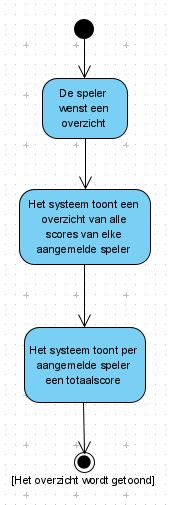 De speler
wenst een
overzicht
Het systeem toont een
overzicht van alle
scores van elke
aangemelde speler
Het systeem toont per
aangemelde speler
een totaalscore
[Het overzicht wordt getoond]